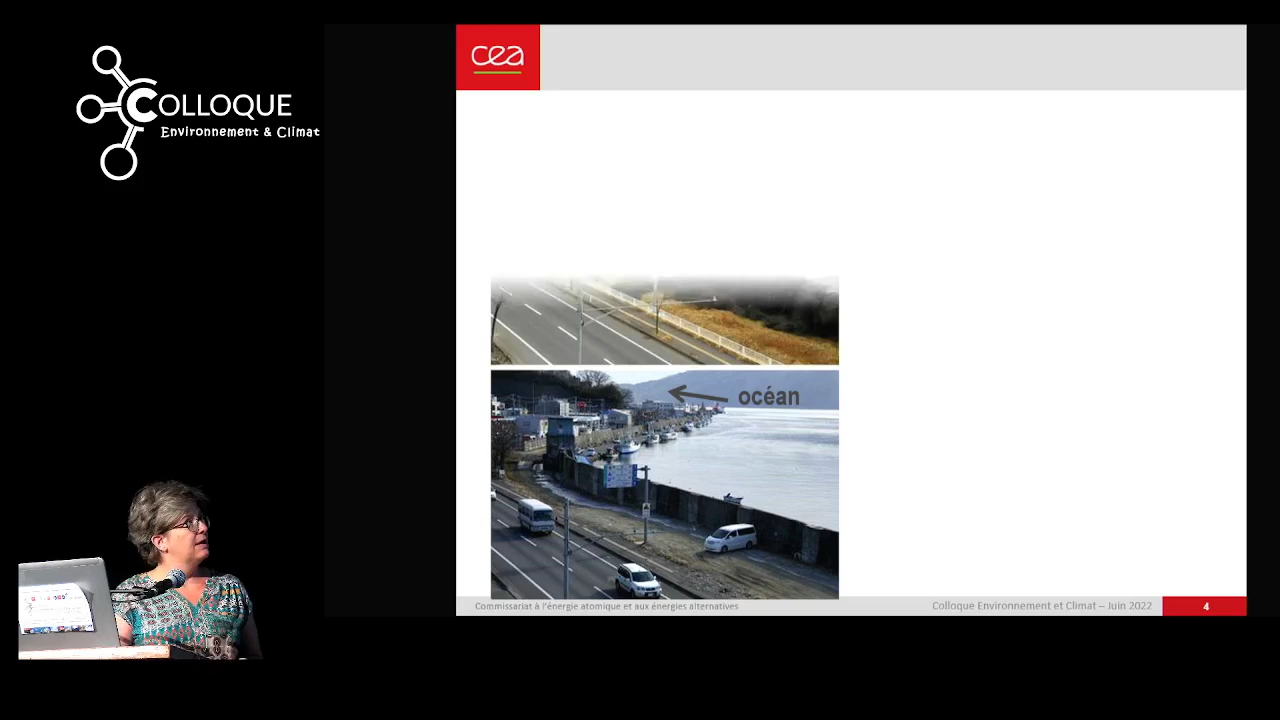 COLLOQUE
Environnement & Climat
cea
océan
Commissariat à l'énergie atomique et aux énergies alternatives
Colloque Environnement et Climat – Juin 2022
4